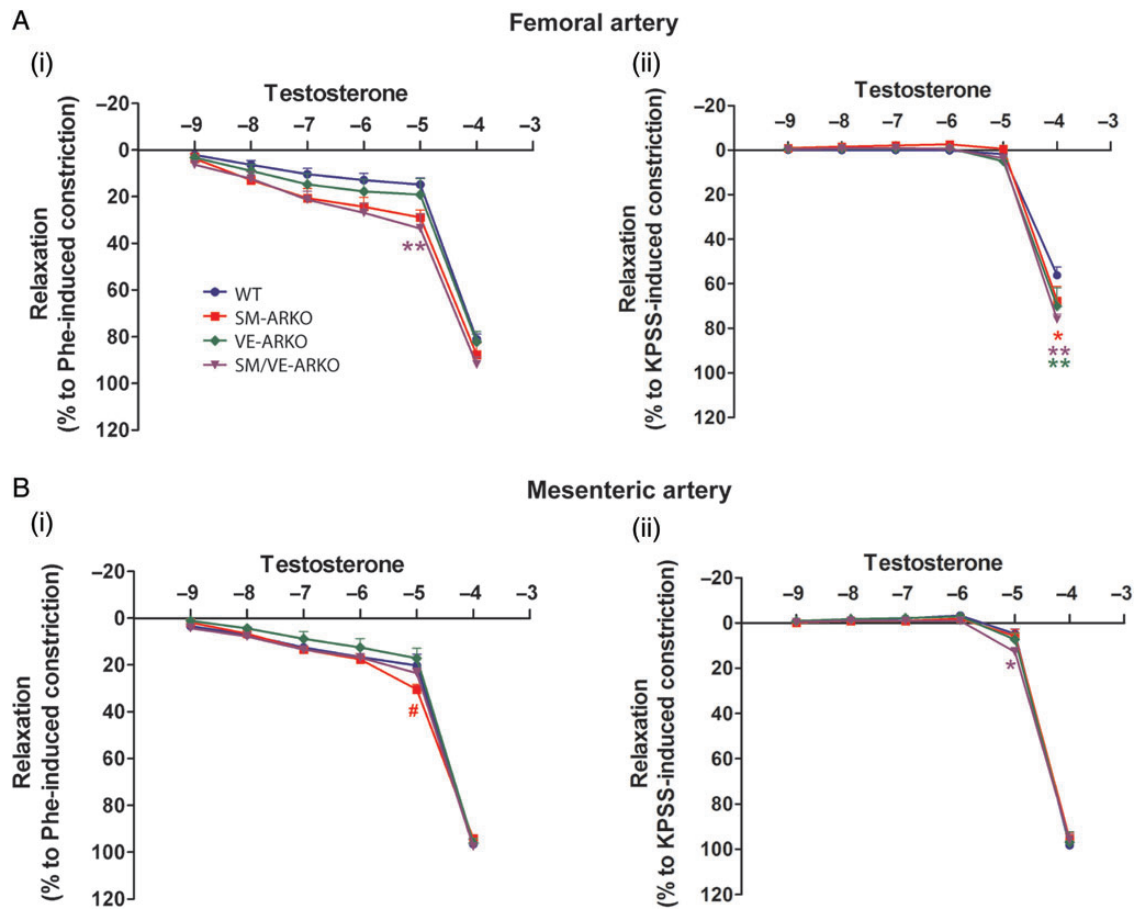 A
Femoral artery
(i)
Testosterone
–9 –8 –7 –6 –5 –4 –3
–20
0
20
40
60
80
100
120
Relaxation
(% to Phe-induced constriction)
**
WT
SM-ARKO
VE-ARKO
SM/VE-ARKO
(ii)
Testosterone
–9 –8 –7 –6 –5 –4 –3
–20
0
20
40
60
80
100
120
Relaxation
(% to KPSS-induced constriction)
*
**
**
B
Mesenteric artery
(i)
Testosterone
–9 –8 –7 –6 –5 –4 –3
–20
0
20
40
60
80
100
120
Relaxation
(% to Phe-induced constriction)
#
(ii)
Testosterone
–9 –8 –7 –6 –5 –4 –3
–20
0
20
40
60
80
100
120
Relaxation
(% to KPSS-induced constriction)
*